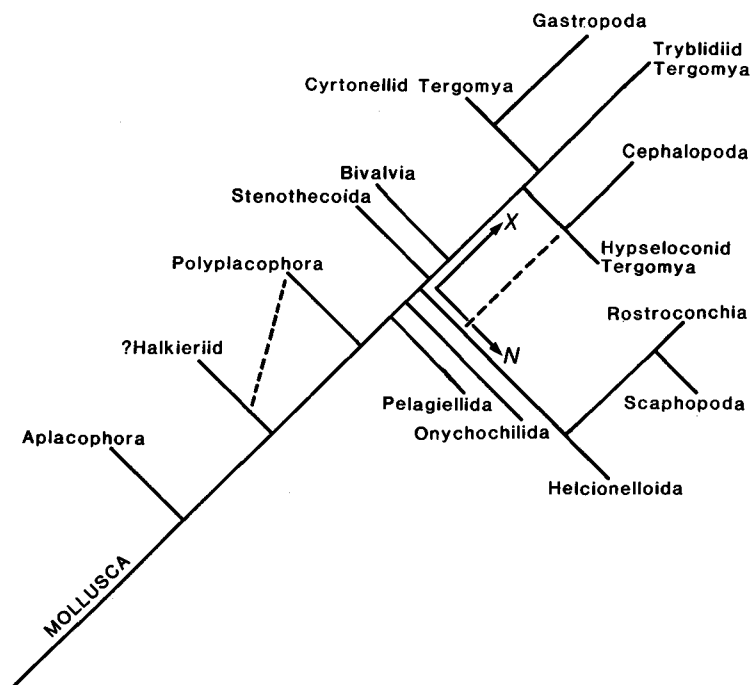 Gastropoda
Tryblidiid
Tergomya
Cyrtonellid Tergomya
Cephalopoda
Bivalvia
Stenothecoida
X
Hypseloconid
Tergomya
Polyplacophora
Rostroconchia
?Halkieriid
N
Pelagiellida
Scaphopoda
Onychochilida
Aplacophora
Helcionelloida
MOLLUSCA